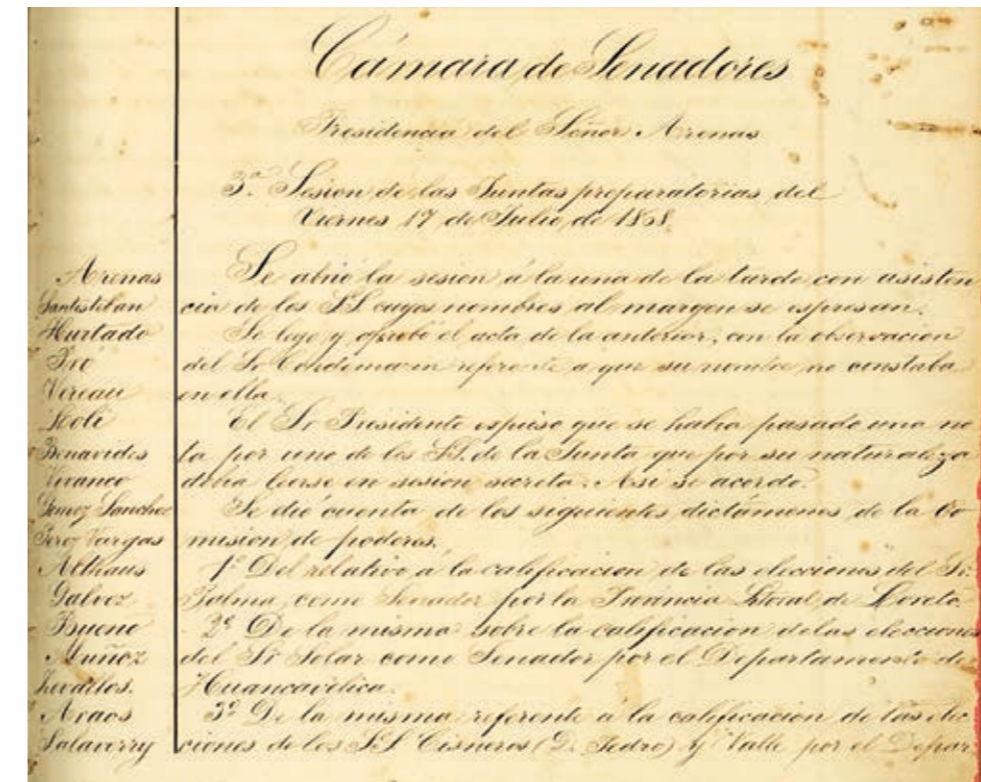 Cámara de Senadores
Presidencia del Señor Arenas
3.ª Sesion de las Juntas preparatorias del
Viernes 17 de Julio de 1868.
Arenas
Santisteban
Hurtado
Vereau
Benavides
Vivanco
Gomez Sanchez
Perez Vargas
Althaus
Galvez
Bueno
Muñoz
Zevallos.
Araos
Salaverry
Se abrió la sesion á la una de la tarde con asisten
cia de los SS. cuyos nombres al margen se espresan.
Se leyo y aprobó el acta de la anterior, con la observacion
del Sr Condemarin referente a que su nombre no constaba
en ella.
El Sr Presidente espuso que se habia pasado una no
ta por uno de los SS. de la Junta que por su naturaleza
debia leerse en sesion secreta. Asi se acordo.
Se dió cuenta de los siguientes dictámenes de la Co
mision de poderes.
1º Del relativo á la calificacion de las elecciones del Sr.
Palma, como Senador por la Provincia Litoral de Loreto.
2º De la misma sobre la calificacion de las elecciones
del Sr Solar como Senador por el Departamento de
Huancavelica.
3º De la misma referente a la calificacion de las elec
ciones de los SS. Cisneros (D. Pedro) y Valle por el Depar